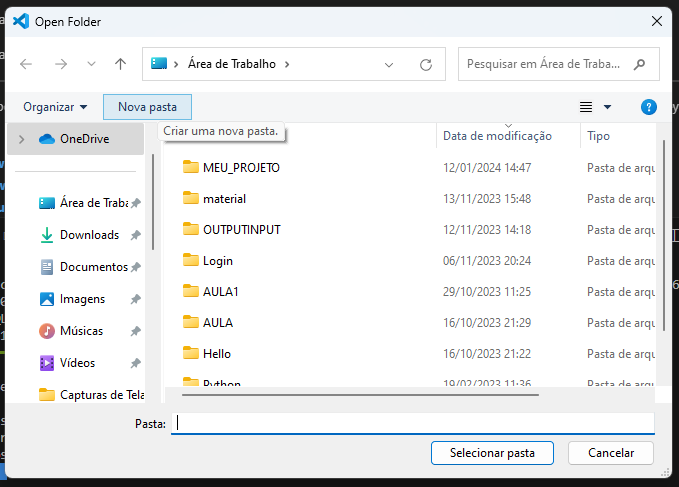 Open Folder
Área de Trabalho
Pesquisar em Área de Traba...
Organizar
Nova pasta
Criar uma nova pasta.
Data de modificação
Tipo
OneDrive
Área de Traba
Downloads
Documentos
Imagens
Músicas
Vídeos
Capturas de Tela
MEU_PROJETO 12/01/2024 14:47 Pasta de arqu
material 13/11/2023 15:48 Pasta de arqu
OUTPUTINPUT 12/11/2023 14:18 Pasta de arqu
Login 06/11/2023 20:24 Pasta de arqu
AULA1 29/10/2023 11:25 Pasta de arqu
AULA 16/10/2023 21:29 Pasta de arqu
Hello 16/10/2023 21:22 Pasta de arqu
Python 19/02/2023 11:36 Pasta de arqu
Pasta:
Selecionar pasta
Cancelar